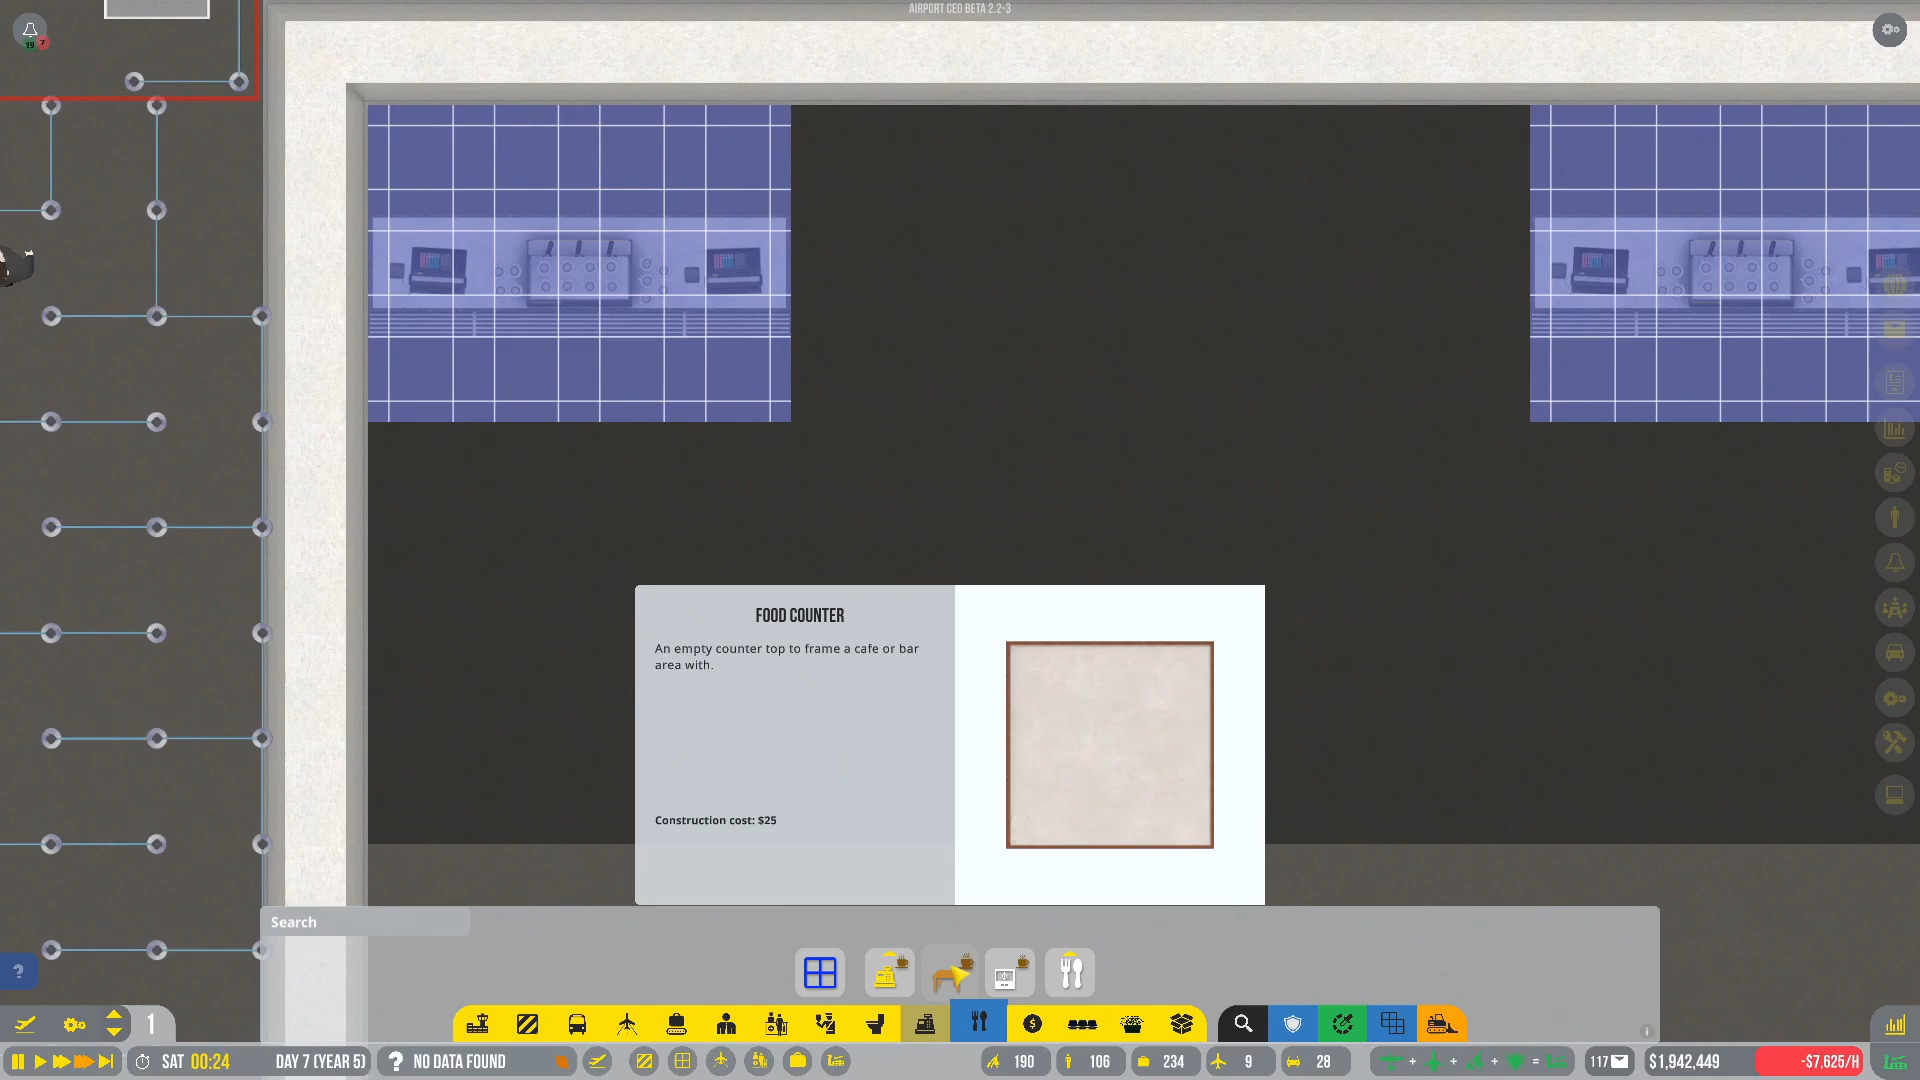 AIRPORT CEO BETA 2.2-3
19 7
FOOD COUNTER
An empty counter top to frame a cafe or bar
area with.
Construction cost: $25
Search
?
1
SAT 00:24
DAY 7 (YEAR 5)
? NO DATA FOUND
190
106
234
9
28
+ + + =
117
$1,942,449
-$7,625/H